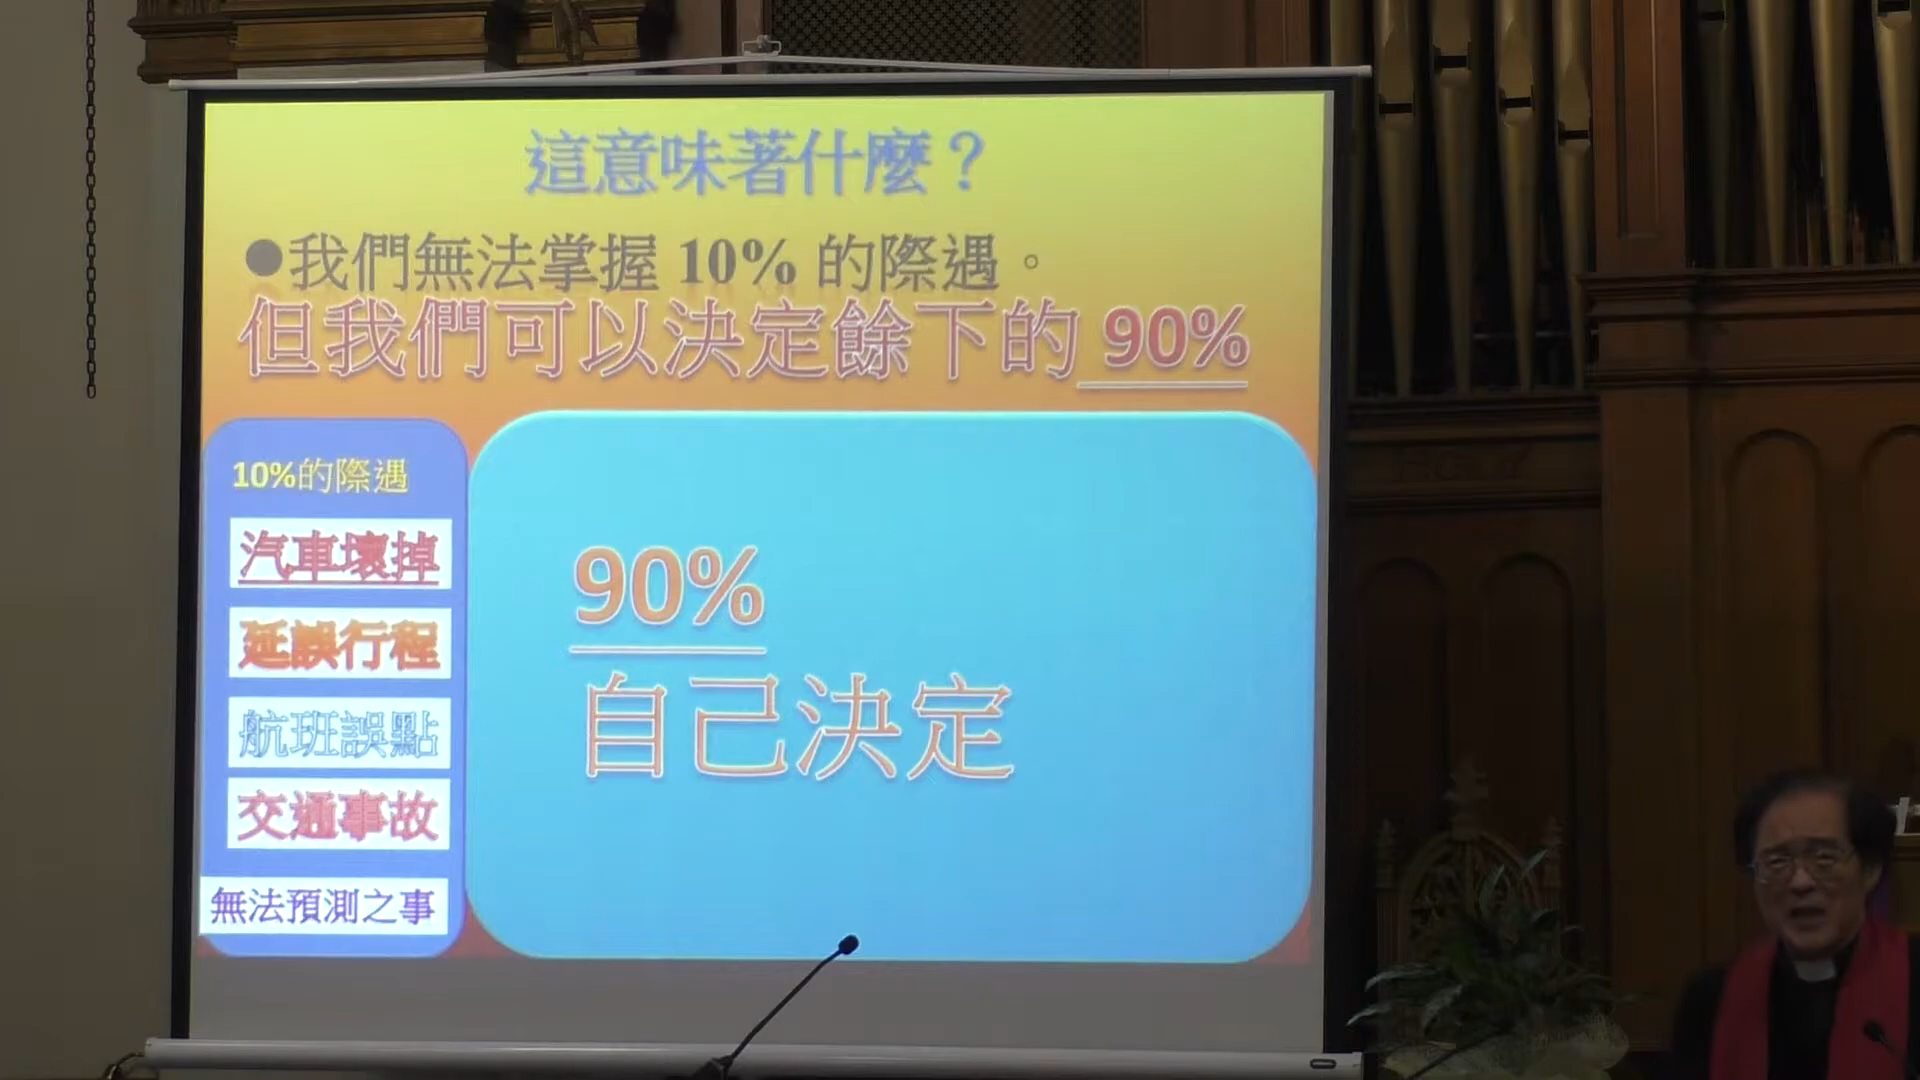 這意味著什麼？
●我們無法掌握 10% 的際遇。
但我們可以決定餘下的 90%
10%的際遇
汽車壞掉
延誤行程
航班誤點
交通事故
無法預測之事
90%
自己決定